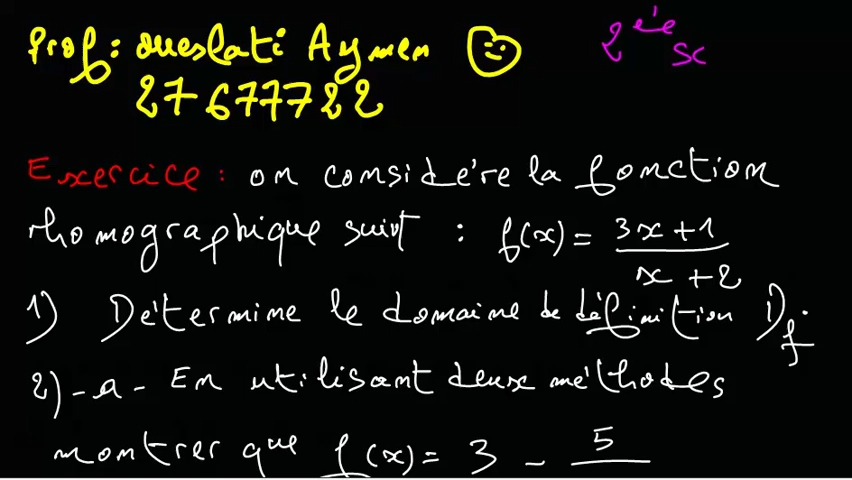 Prof: oueslati Aymen
27677722
2ème sc
Exercice: on considère la fonction
homographique suivt : f(x) = 3x+1 / x+2
1) Détermine le domaine de définition Df.
2)-a- En utilisant deux méthodes
montrer que f(x) = 3 - 5